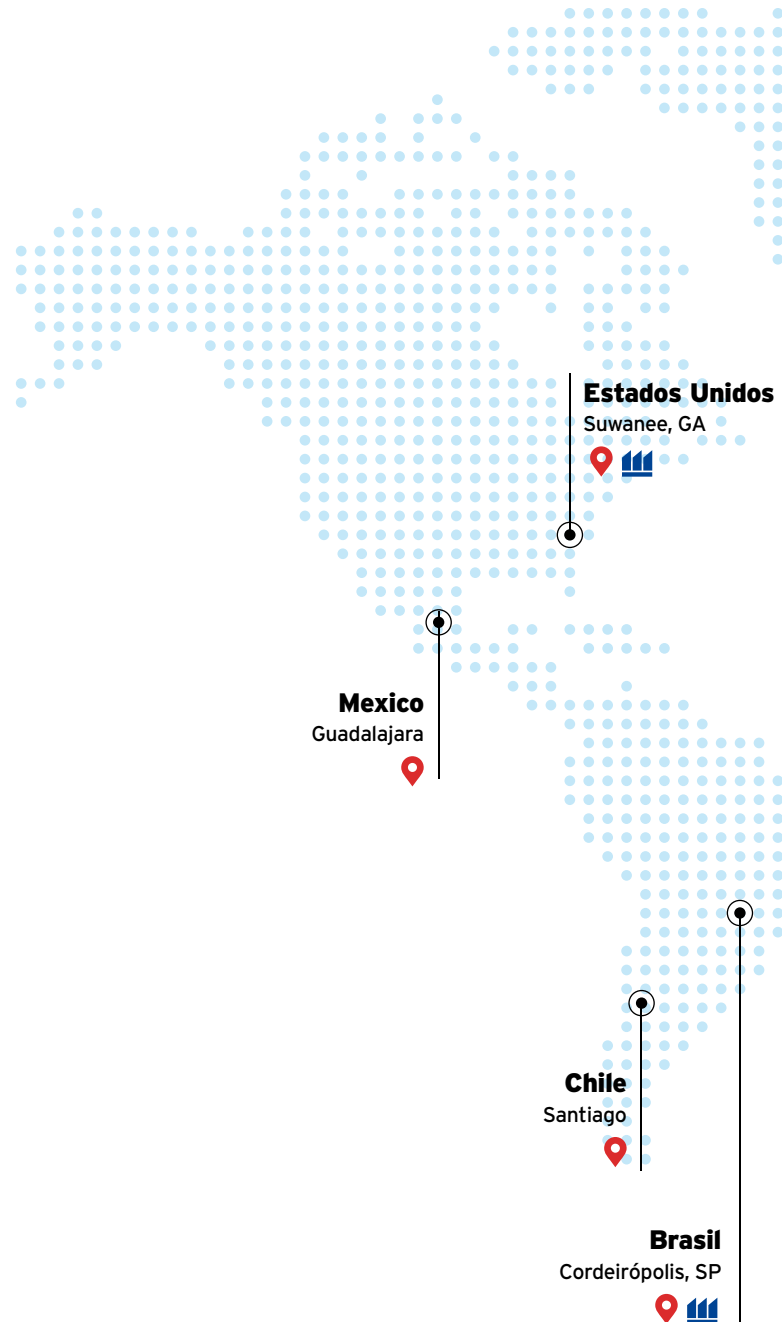 Estados Unidos
Suwanee, GA
Mexico
Guadalajara
Chile
Santiago
Brasil
Cordeirópolis, SP